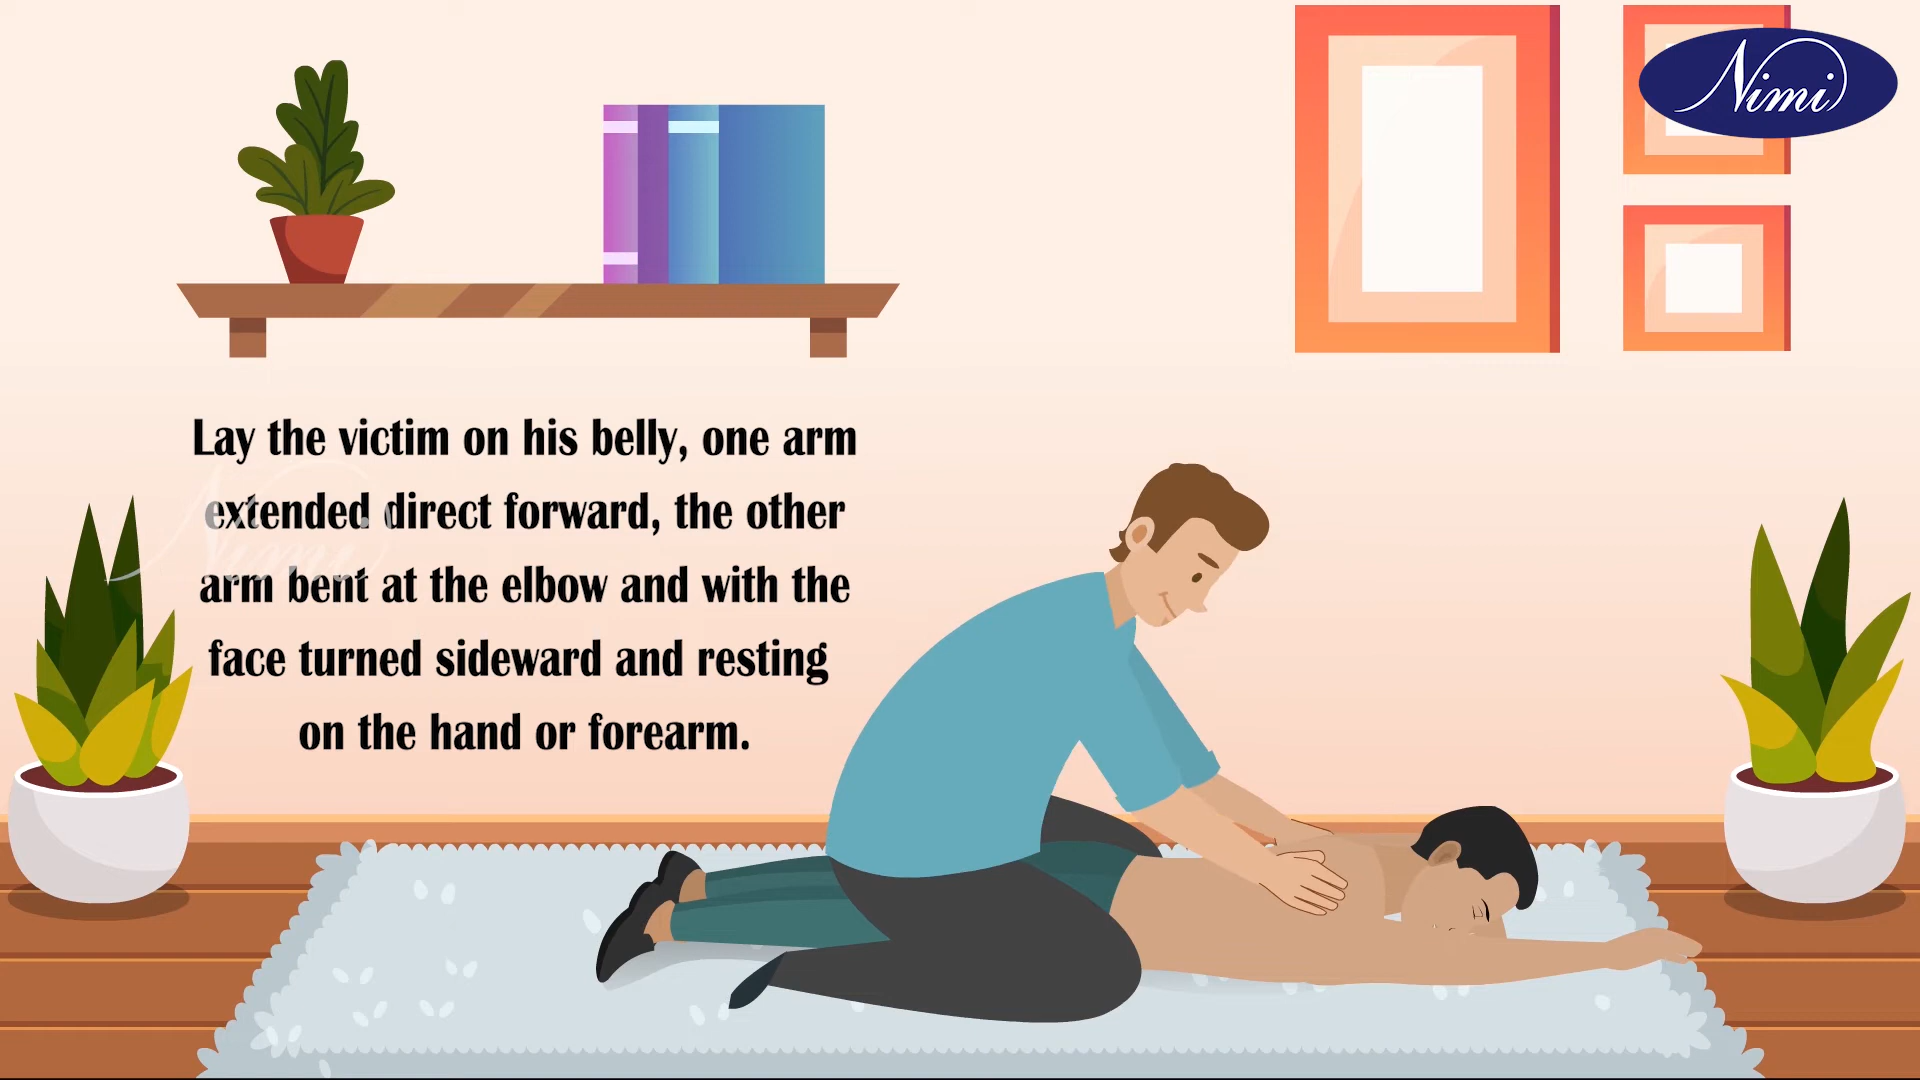 Nimi
Lay the victim on his belly, one arm
extended direct forward, the other
arm bent at the elbow and with the
face turned sideward and resting
on the hand or forearm.
Nimi